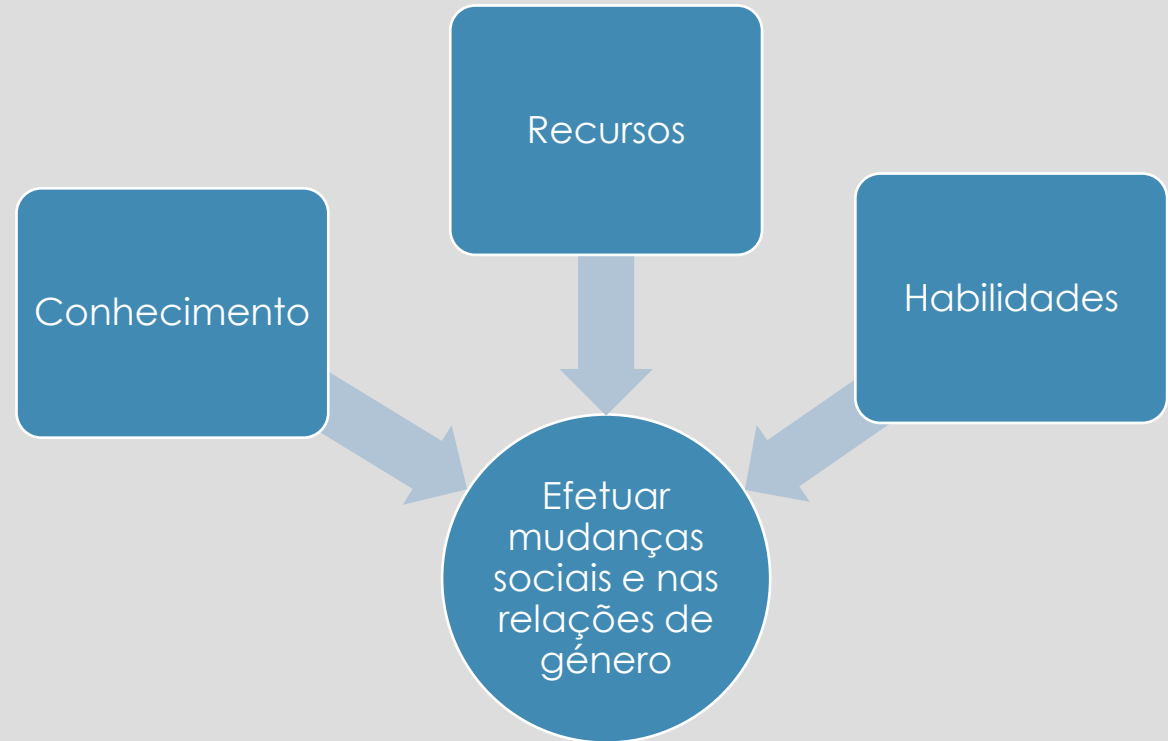 Recursos
Conhecimento
Habilidades
Efetuar
mudanças
sociais e nas
relações de
género